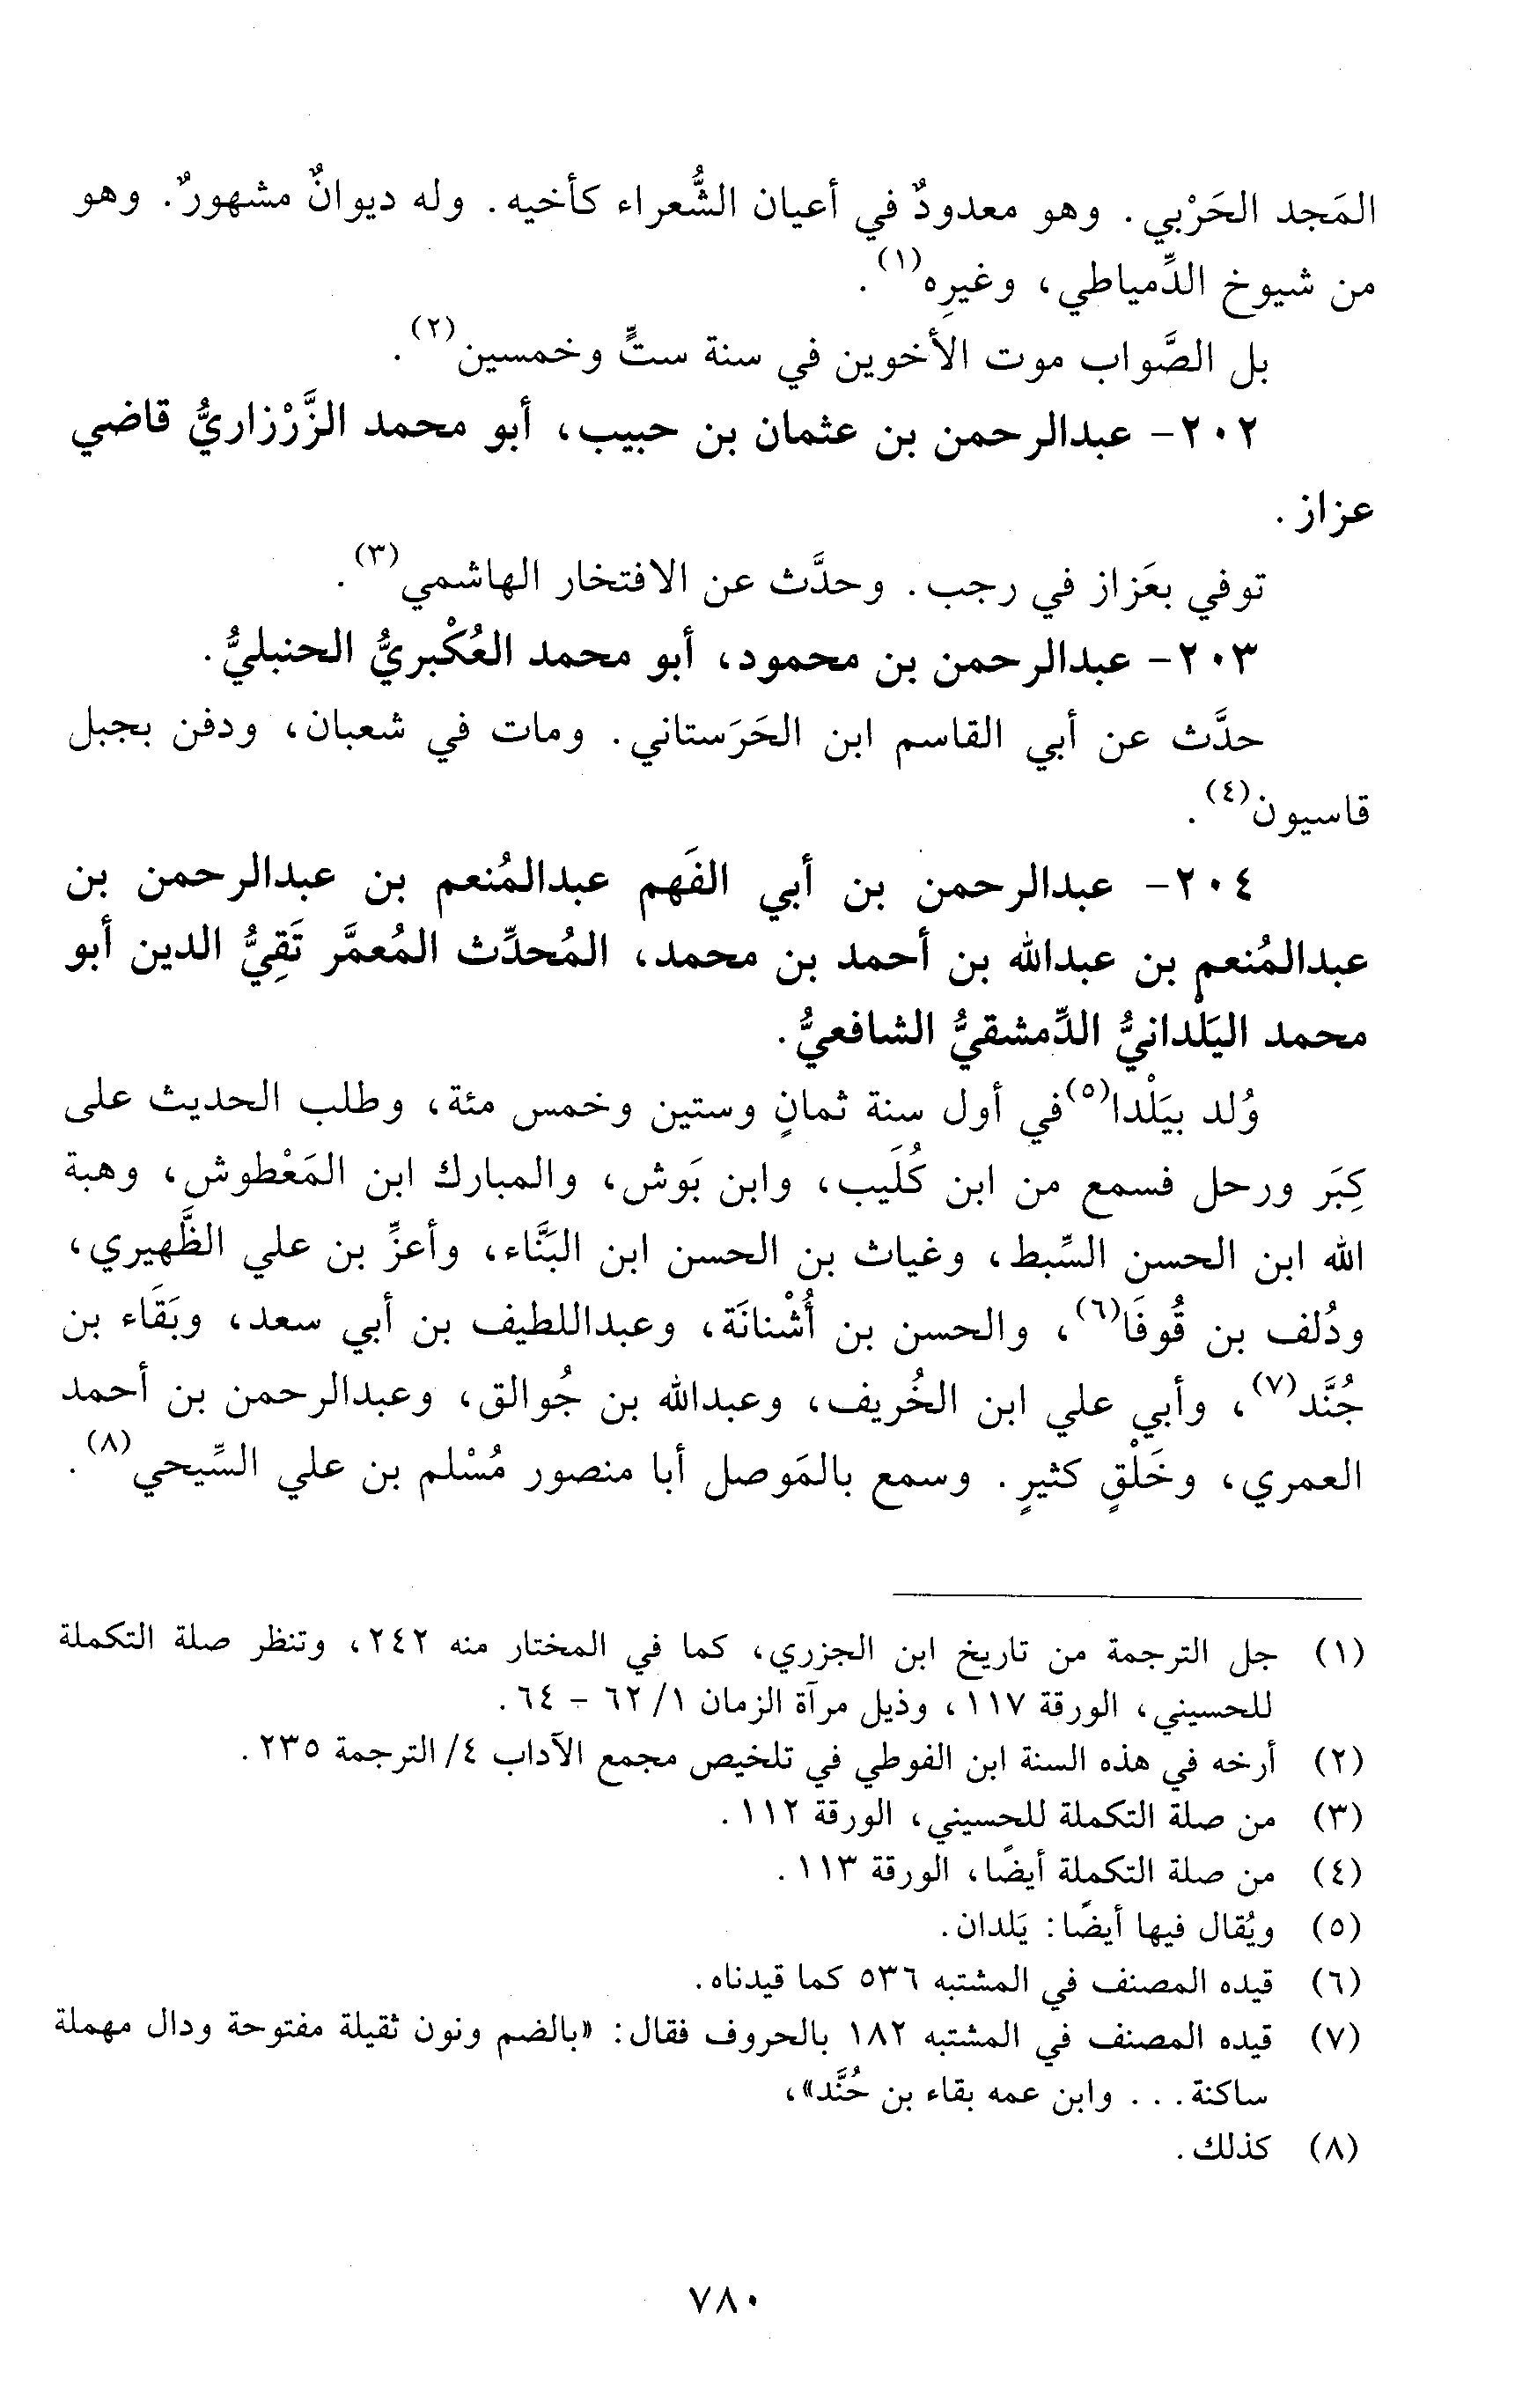 المَجد الحَرْبي. وهو معدودٌ في أعيان الشُّعراء كأخيه. وله ديوانٌ مشهورٌ. وهو
من شيوخ الدِّمياطي، وغيرِه(١).
بل الصَّواب موت الأخوين في سنة ستٍّ وخمسين(٢).
٢٠٢- عبدالرحمن بن عثمان بن حبيب، أبو محمد الزَّرْزاريُّ قاضي
عزاز.
توفي بعَزاز في رجب. وحدَّث عن الافتخار الهاشمي(٣).
٢٠٣- عبدالرحمن بن محمود، أبو محمد العُكْبريُّ الحنبليُّ.
حدَّث عن أبي القاسم ابن الحَرَستاني. ومات في شعبان، ودفن بجبل
قاسيون(٤).
٢٠٤- عبدالرحمن بن أبي الفَهم عبدالمُنعم بن عبدالرحمن بن
عبدالمُنعم بن عبدالله بن أحمد بن محمد، المُحدِّث المُعمَّر تَقِيُّ الدين أبو
محمد اليَلْدانيُّ الدِّمشقيُّ الشافعيُّ.
وُلد بيَلْدا(٥) في أول سنة ثمانٍ وستين وخمس مئة، وطلب الحديث على
كِبَر ورحل فسمع من ابن كُلَيب، وابن بَوش، والمبارك ابن المَعْطوش، وهبة
الله ابن الحسن السِّبط، وغياث بن الحسن ابن البَنَّاء، وأعزِّ بن علي الظَّهيري،
ودُلف بن قُوفَا(٦)، والحسن بن أُشْنانَة، وعبداللطيف بن أبي سعد، وبَقَاء بن
جُنَّد(٧)، وأبي علي ابن الخُريف، وعبدالله بن جُوالق، وعبدالرحمن بن أحمد
العمري، وخَلْقٍ كثيرٍ. وسمع بالمَوصل أبا منصور مُسْلم بن علي السِّيحي(٨).
(١) جل الترجمة من تاريخ ابن الجزري، كما في المختار منه ٢٤٢، وتنظر صلة التكملة
للحسيني، الورقة ١١٧، وذيل مرآة الزمان ١/ ٦٢ - ٦٤.
(٢) أرخه في هذه السنة ابن الفوطي في تلخيص مجمع الآداب ٤/ الترجمة ٢٣٥.
(٣) من صلة التكملة للحسيني، الورقة ١١٢.
(٤) من صلة التكملة أيضًا، الورقة ١١٣.
(٥) ويُقال فيها أيضًا: يَلدان.
(٦) قيده المصنف في المشتبه ٥٣٦ كما قيدناه.
(٧) قيده المصنف في المشتبه ١٨٢ بالحروف فقال: «بالضم ونون ثقيلة مفتوحة ودال مهملة
ساكنة... وابن عمه بقاء بن حُنَّد»،
(٨) كذلك.
٧٨٠